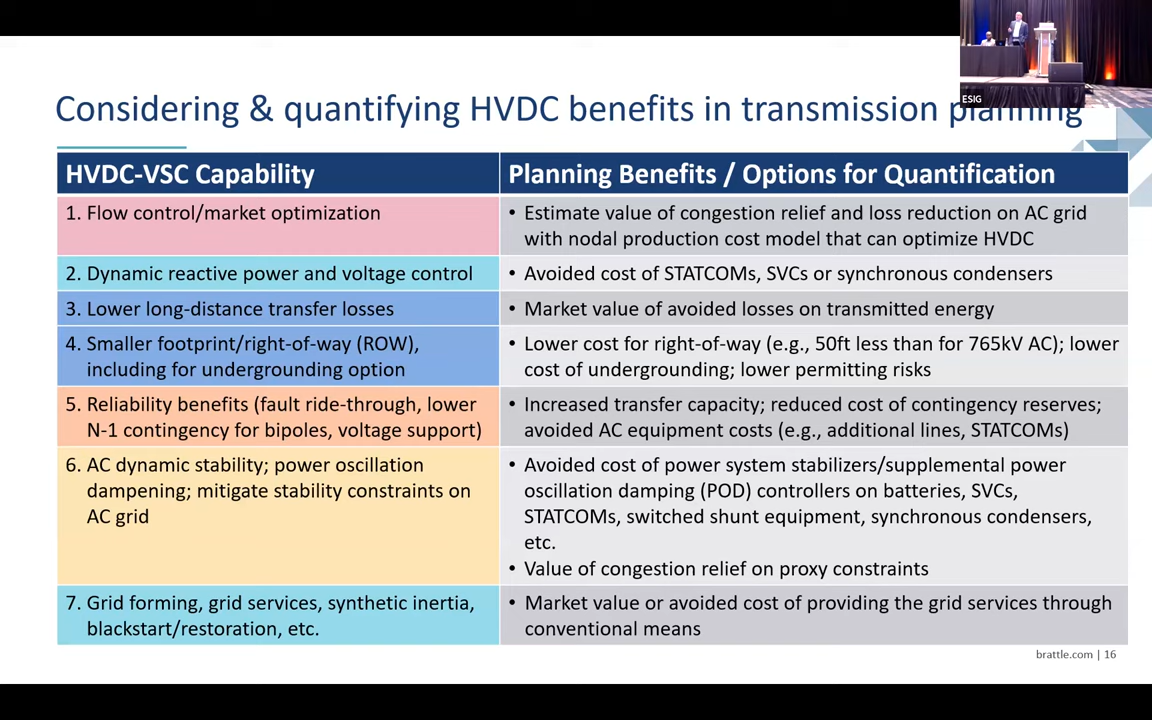 ESIG
Considering & quantifying HVDC benefits in transmission planning
HVDC-VSC Capability
Planning Benefits / Options for Quantification
1. Flow control/market optimization
• Estimate value of congestion relief and loss reduction on AC grid
with nodal production cost model that can optimize HVDC
2. Dynamic reactive power and voltage control
• Avoided cost of STATCOMs, SVCs or synchronous condensers
3. Lower long-distance transfer losses
• Market value of avoided losses on transmitted energy
4. Smaller footprint/right-of-way (ROW),
including for undergrounding option
• Lower cost for right-of-way (e.g., 50ft less than for 765kV AC); lower
cost of undergrounding; lower permitting risks
5. Reliability benefits (fault ride-through, lower
N-1 contingency for bipoles, voltage support)
• Increased transfer capacity; reduced cost of contingency reserves;
avoided AC equipment costs (e.g., additional lines, STATCOMs)
6. AC dynamic stability; power oscillation
dampening; mitigate stability constraints on
AC grid
• Avoided cost of power system stabilizers/supplemental power
oscillation damping (POD) controllers on batteries, SVCs,
STATCOMs, switched shunt equipment, synchronous condensers,
etc.
• Value of congestion relief on proxy constraints
7. Grid forming, grid services, synthetic inertia,
blackstart/restoration, etc.
• Market value or avoided cost of providing the grid services through
conventional means
brattle.com | 16